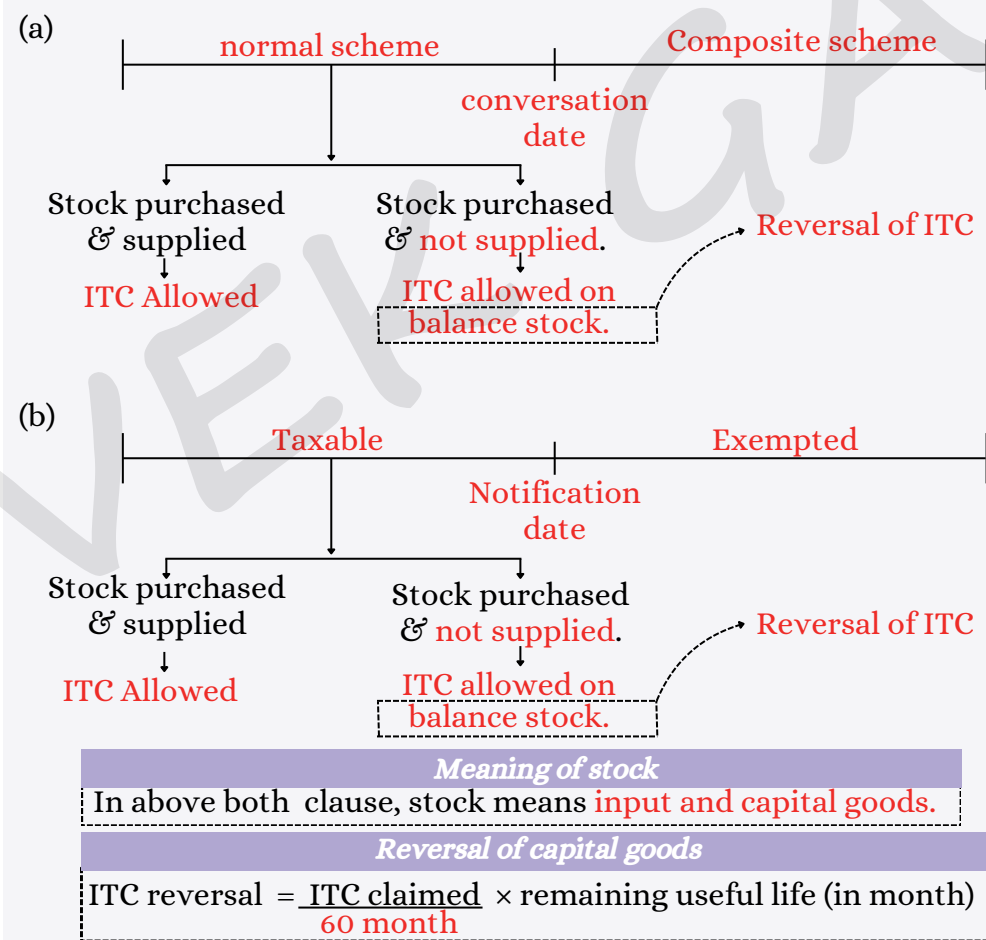 (a)
normal scheme
Composite scheme
conversation
date
Stock purchased
& supplied
ITC Allowed
Stock purchased
& not supplied.
ITC allowed on
balance stock.
Reversal of ITC
(b)
Taxable
Exempted
Notification
date
Stock purchased
& supplied
ITC Allowed
Stock purchased
& not supplied.
ITC allowed on
balance stock.
Reversal of ITC
Meaning of stock
In above both clause, stock means input and capital goods.
Reversal of capital goods
ITC reversal = ITC claimed × remaining useful life (in month)
60 month
VEK GA